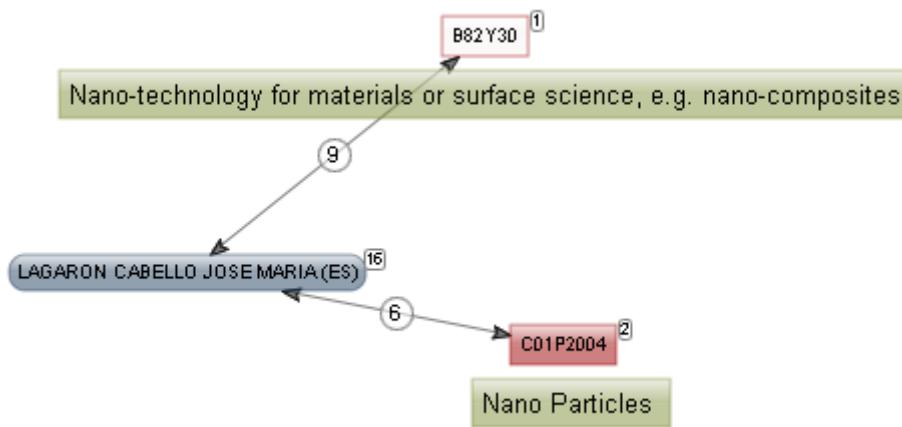 B82Y30
1
Nano-technology for materials or surface science, e.g. nano-composites
9
LAGARON CABELLO JOSE MARIA (ES)
16
6
C01P2004
2
Nano Particles